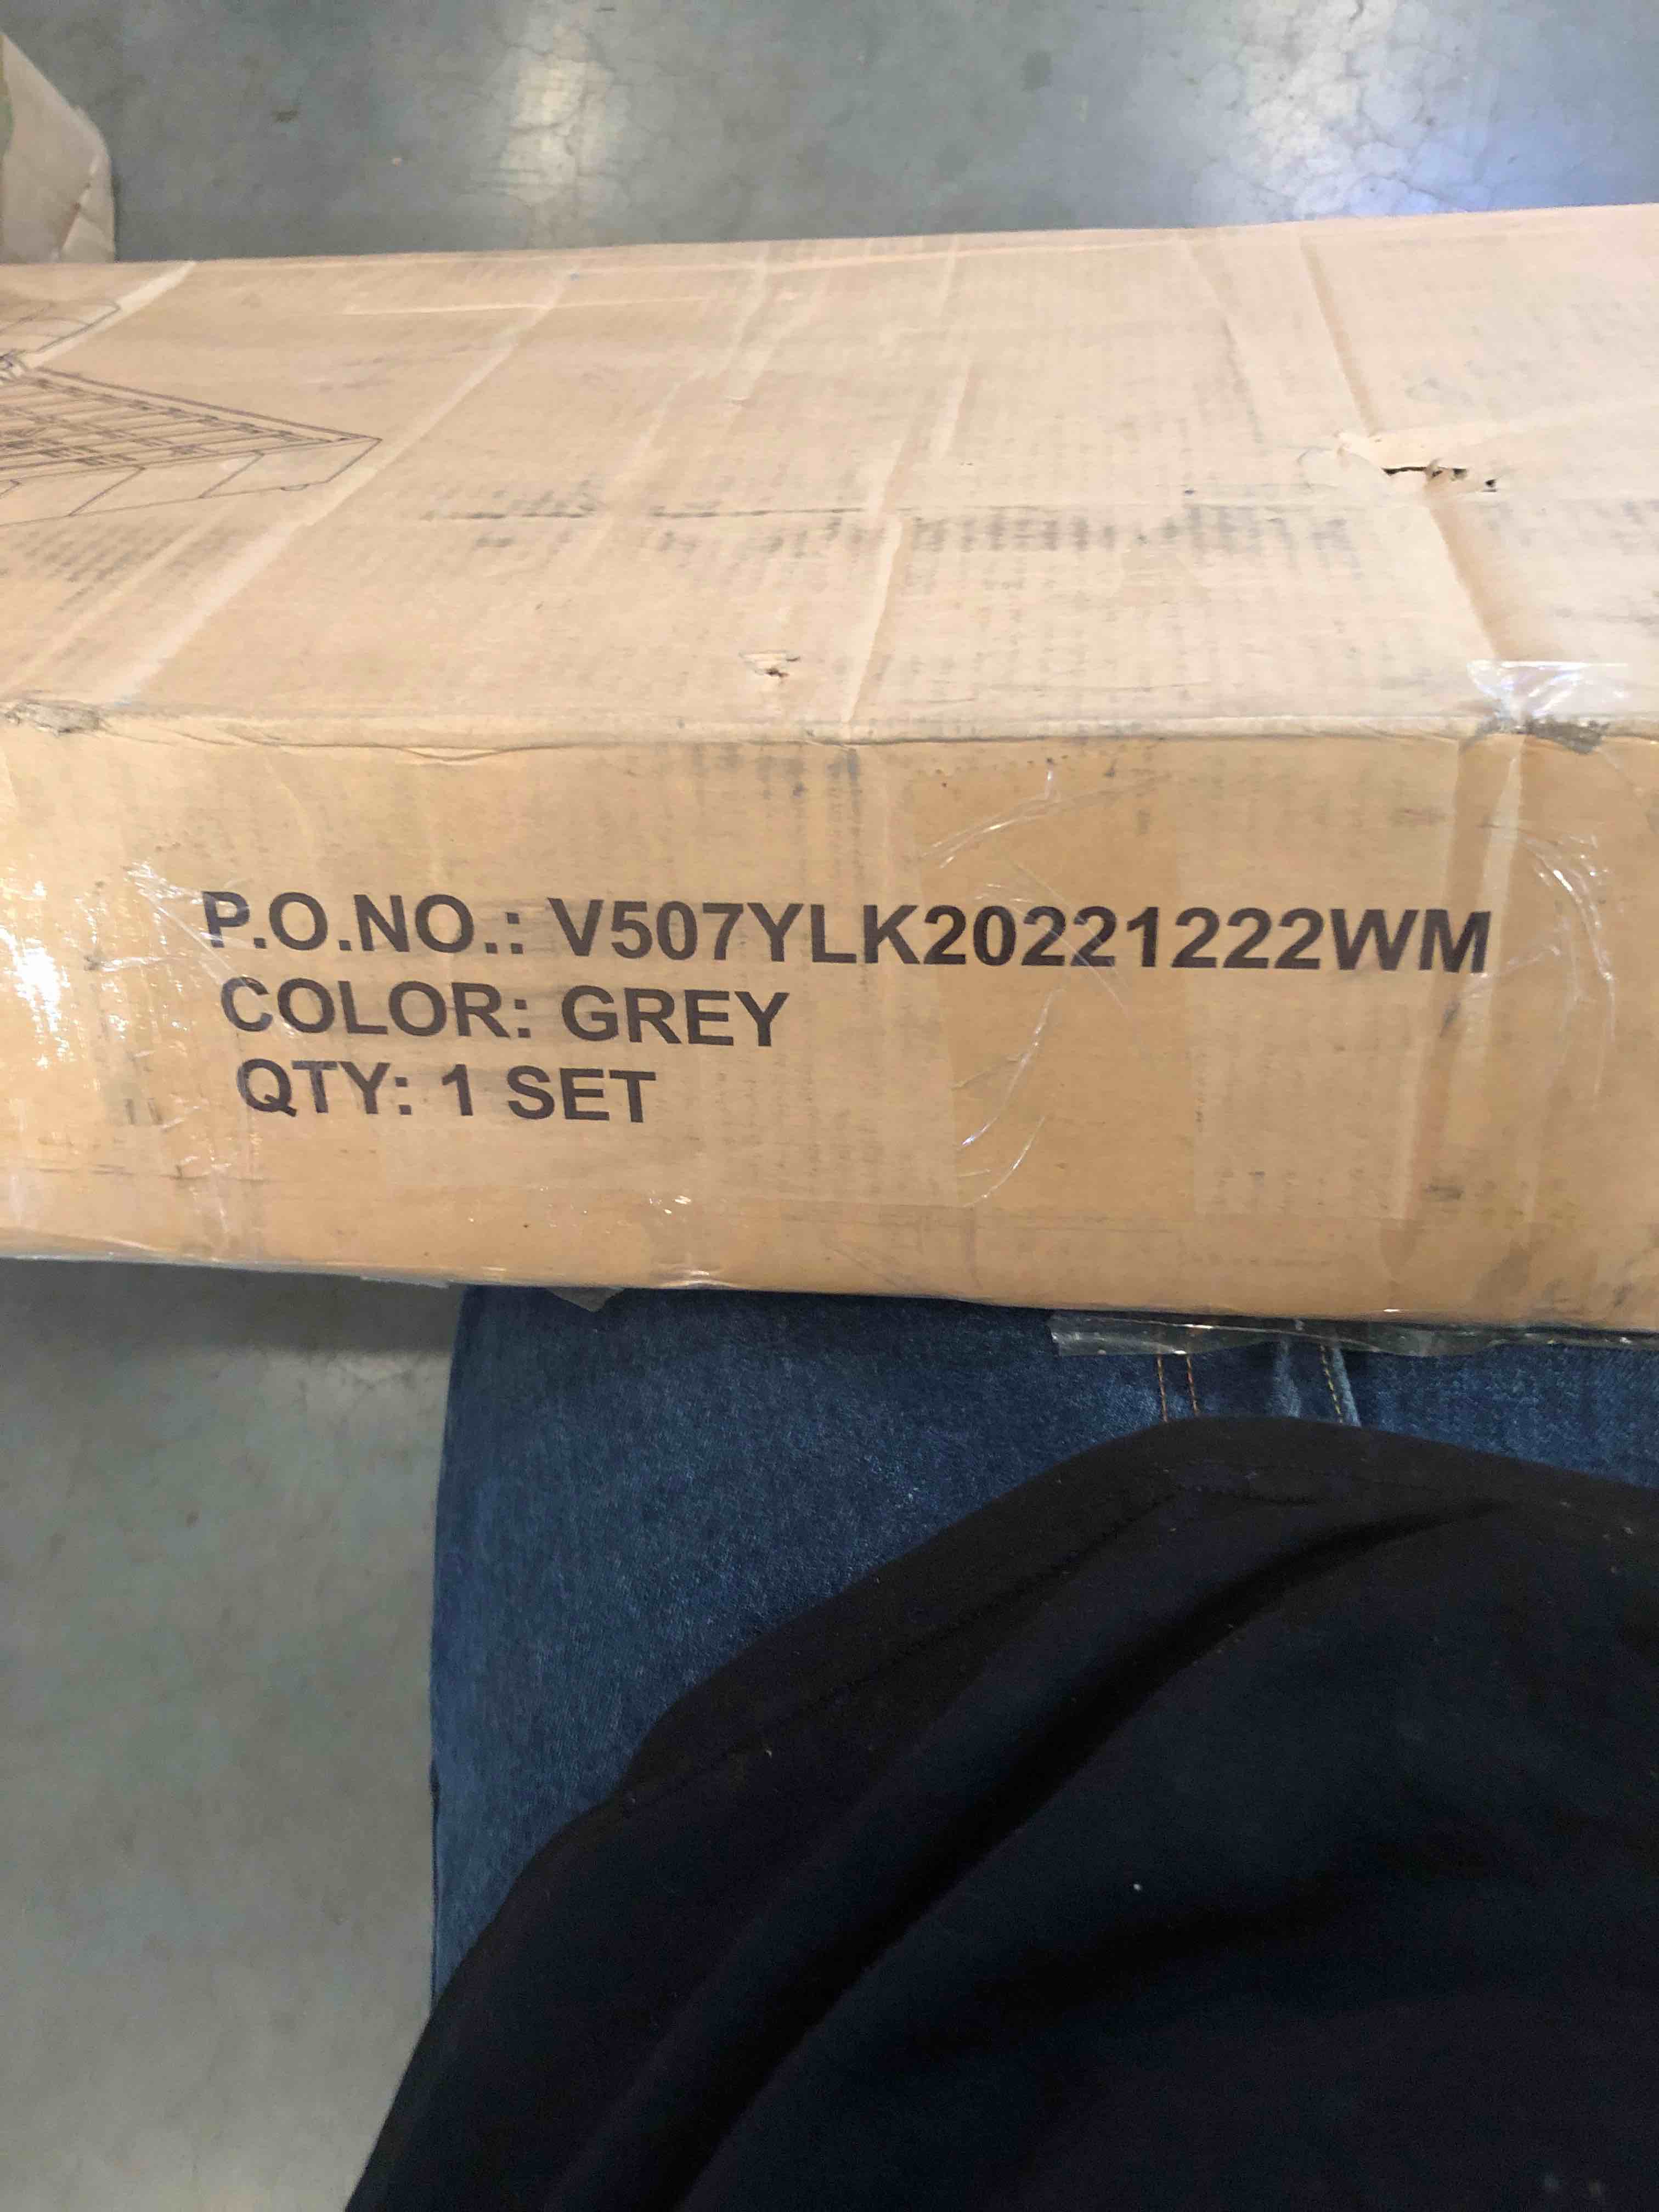 P.O.NO.: V507YLK20221222WM
COLOR: GREY
QTY: 1 SET